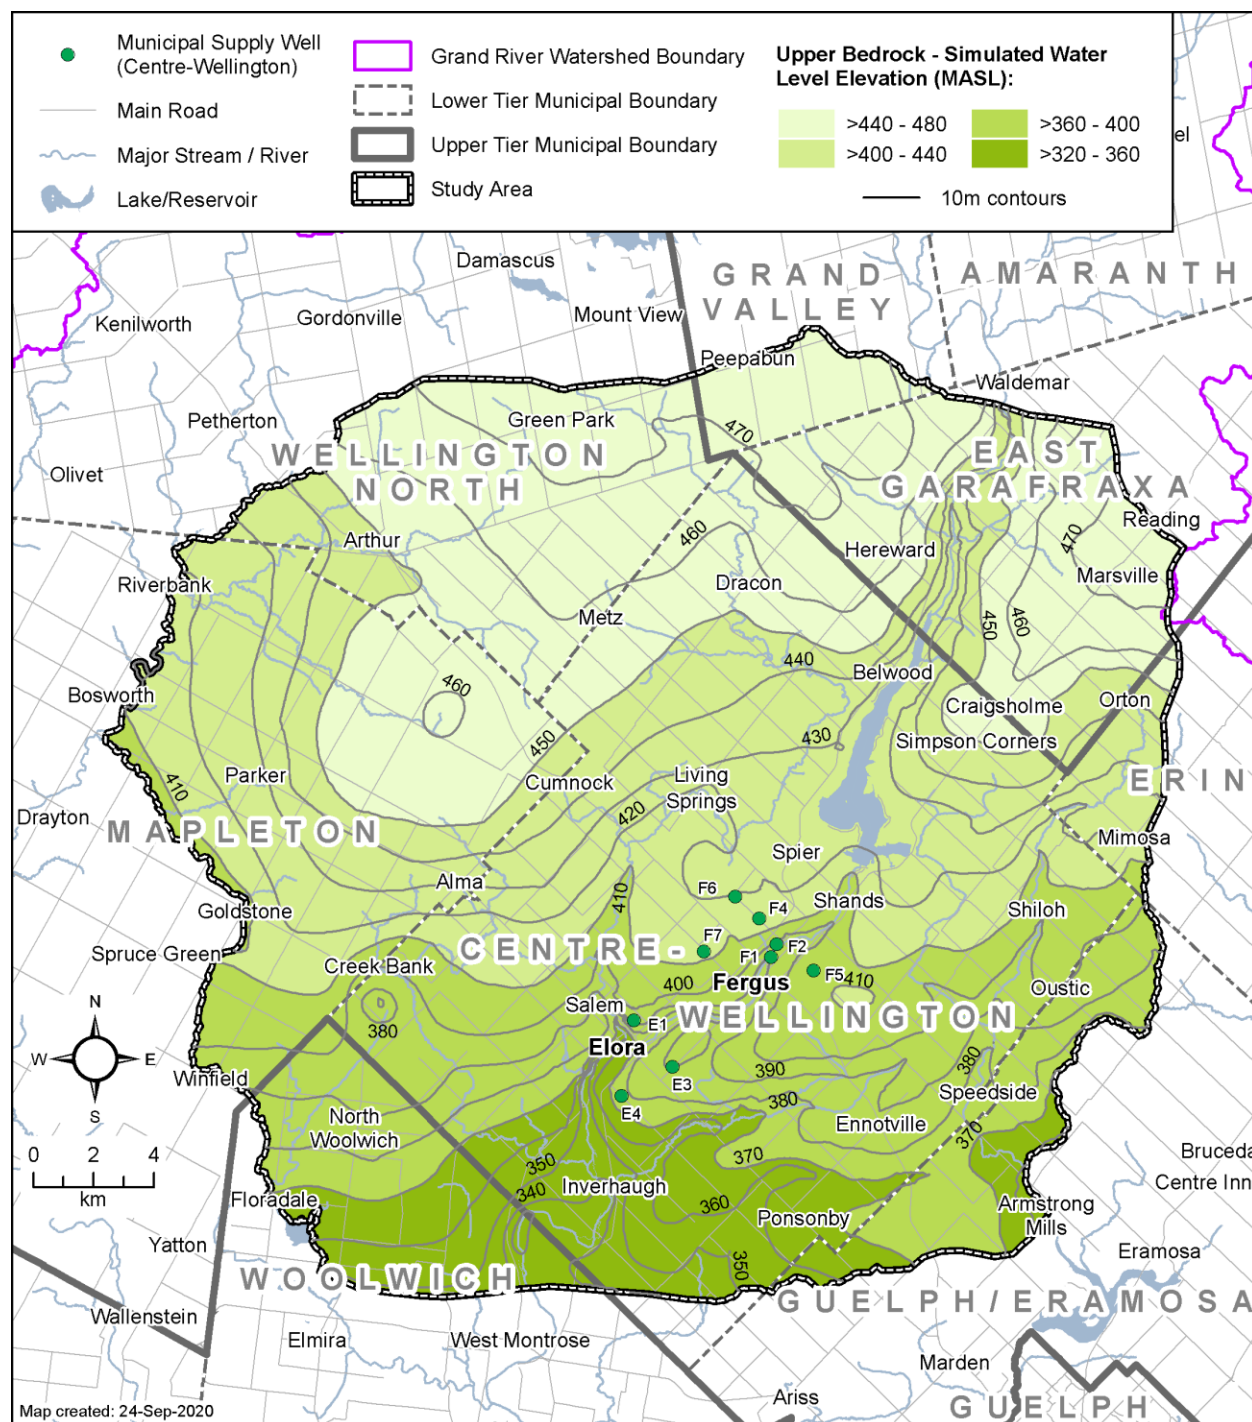 Municipal Supply Well
(Centre-Wellington)
Main Road
Major Stream / River
Lake/Reservoir
Grand River Watershed Boundary
Lower Tier Municipal Boundary
Upper Tier Municipal Boundary
Study Area
Upper Bedrock - Simulated Water
Level Elevation (MASL):
>440 - 480
>400 - 440
>360 - 400
>320 - 360
10m contours
el
Damascus
GRAND
VALLEY
AMARANTH
Kenilworth
Gordonville
Mount View
Peepabun
Waldemar
Petherton
Green Park
470
WELLINGTON
NORTH
EAST
GARAFRAXA
Olivet
Reading
Arthur
460
Hereward
470
Riverbank
Dracon
Marsville
Metz
450
460
440
Belwood
Bosworth
460
Craigsholme
Orton
450
430
Simpson Corners
Parker
410
Cumnock
Living
Springs
ERIN
Drayton
MAPLETON
420
Mimosa
Spier
Alma
410
F6
Shands
Goldstone
F4
Shiloh
Spruce Green
CENTRE-
F7
F2
F1
Creek Bank
400
Fergus
F5
410
Oustic
N
Salem
380
E1
WELLINGTON
W
E
Elora
S
Winfield
E3
390
380
Speedside
E4
380
North
Woolwich
Ennotville
370
0 2 4
km
350
370
Bruceda
Inverhaugh
Centre Inn
Floradale
340
360
Armstrong
Mills
Ponsonby
Yatton
350
Eramosa
WOOLWICH
GUELPH/ERAMOSA
Wallenstein
Elmira
West Montrose
Marden
Ariss
GUELPH
Map created: 24-Sep-2020